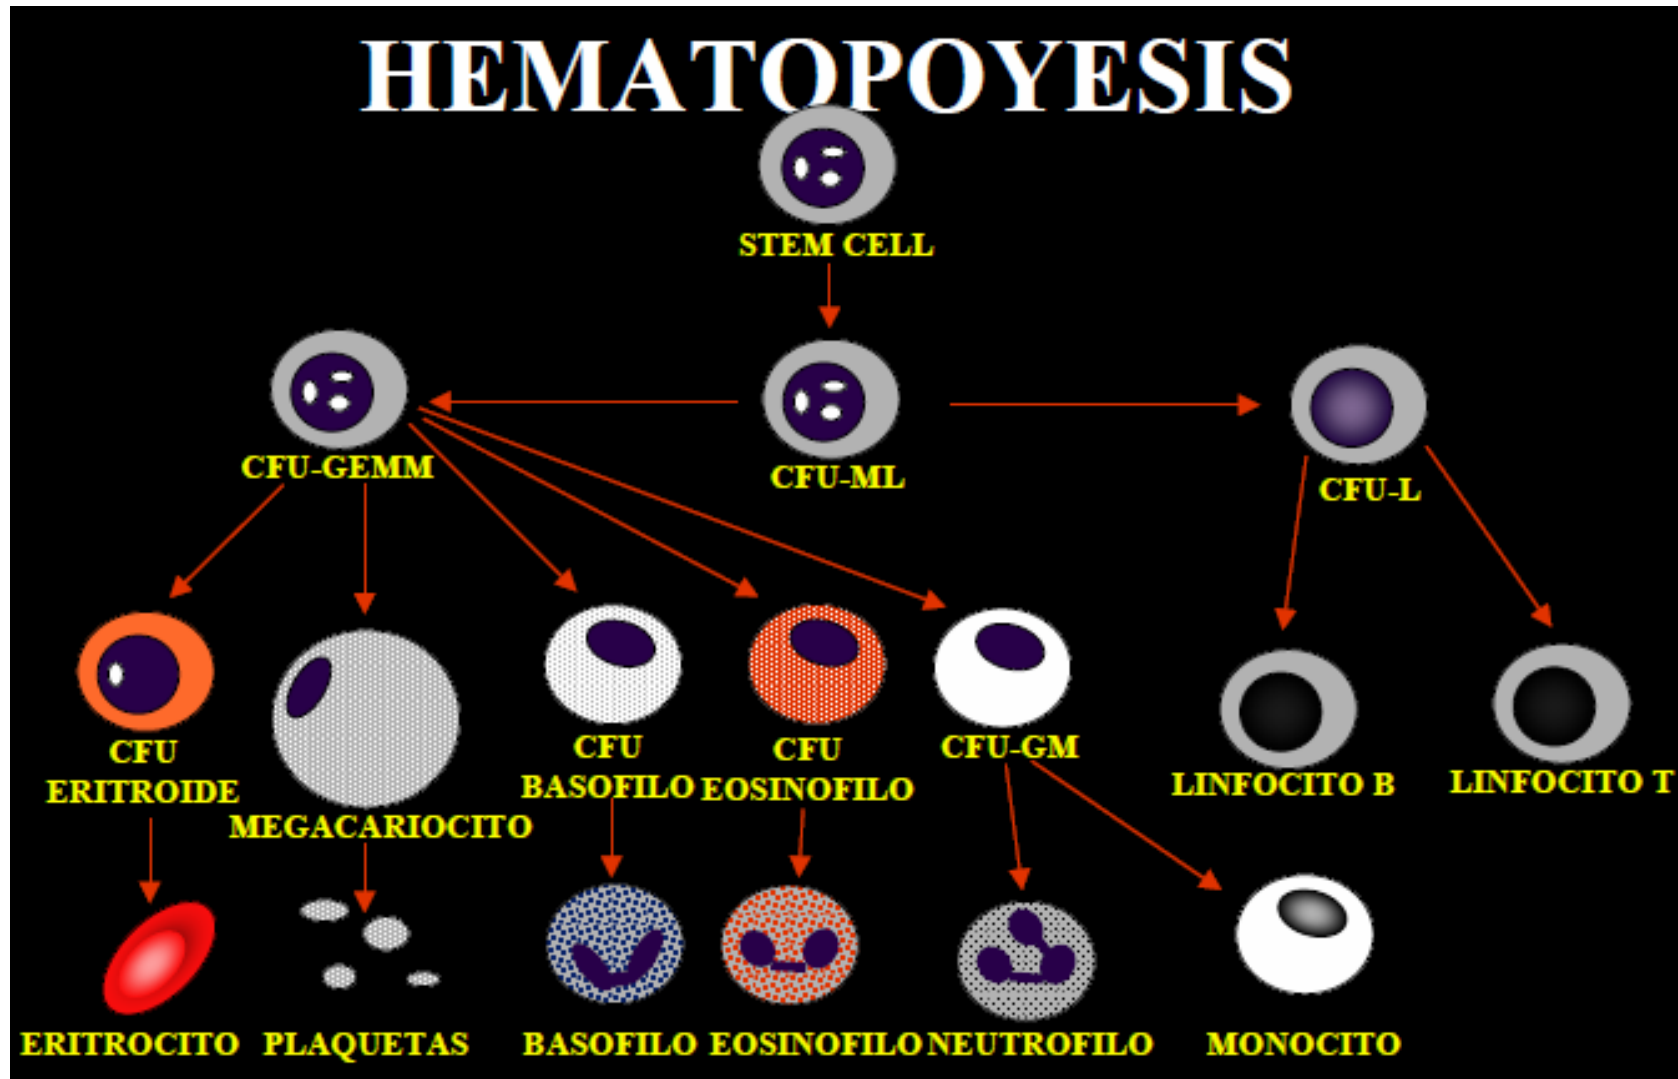 HEMATOPOYESIS
STEM CELL
CFU-GEMM
CFU-ML
CFU-L
CFU
ERITROIDE
MEGACARIOCITO
CFU
BASOFILO
CFU
EOSINOFILO
CFU-GM
LINFOCITO B
LINFOCITO T
ERITROCITO
PLAQUETAS
BASOFILO
EOSINOFILO
NEUTROFILO
MONOCITO